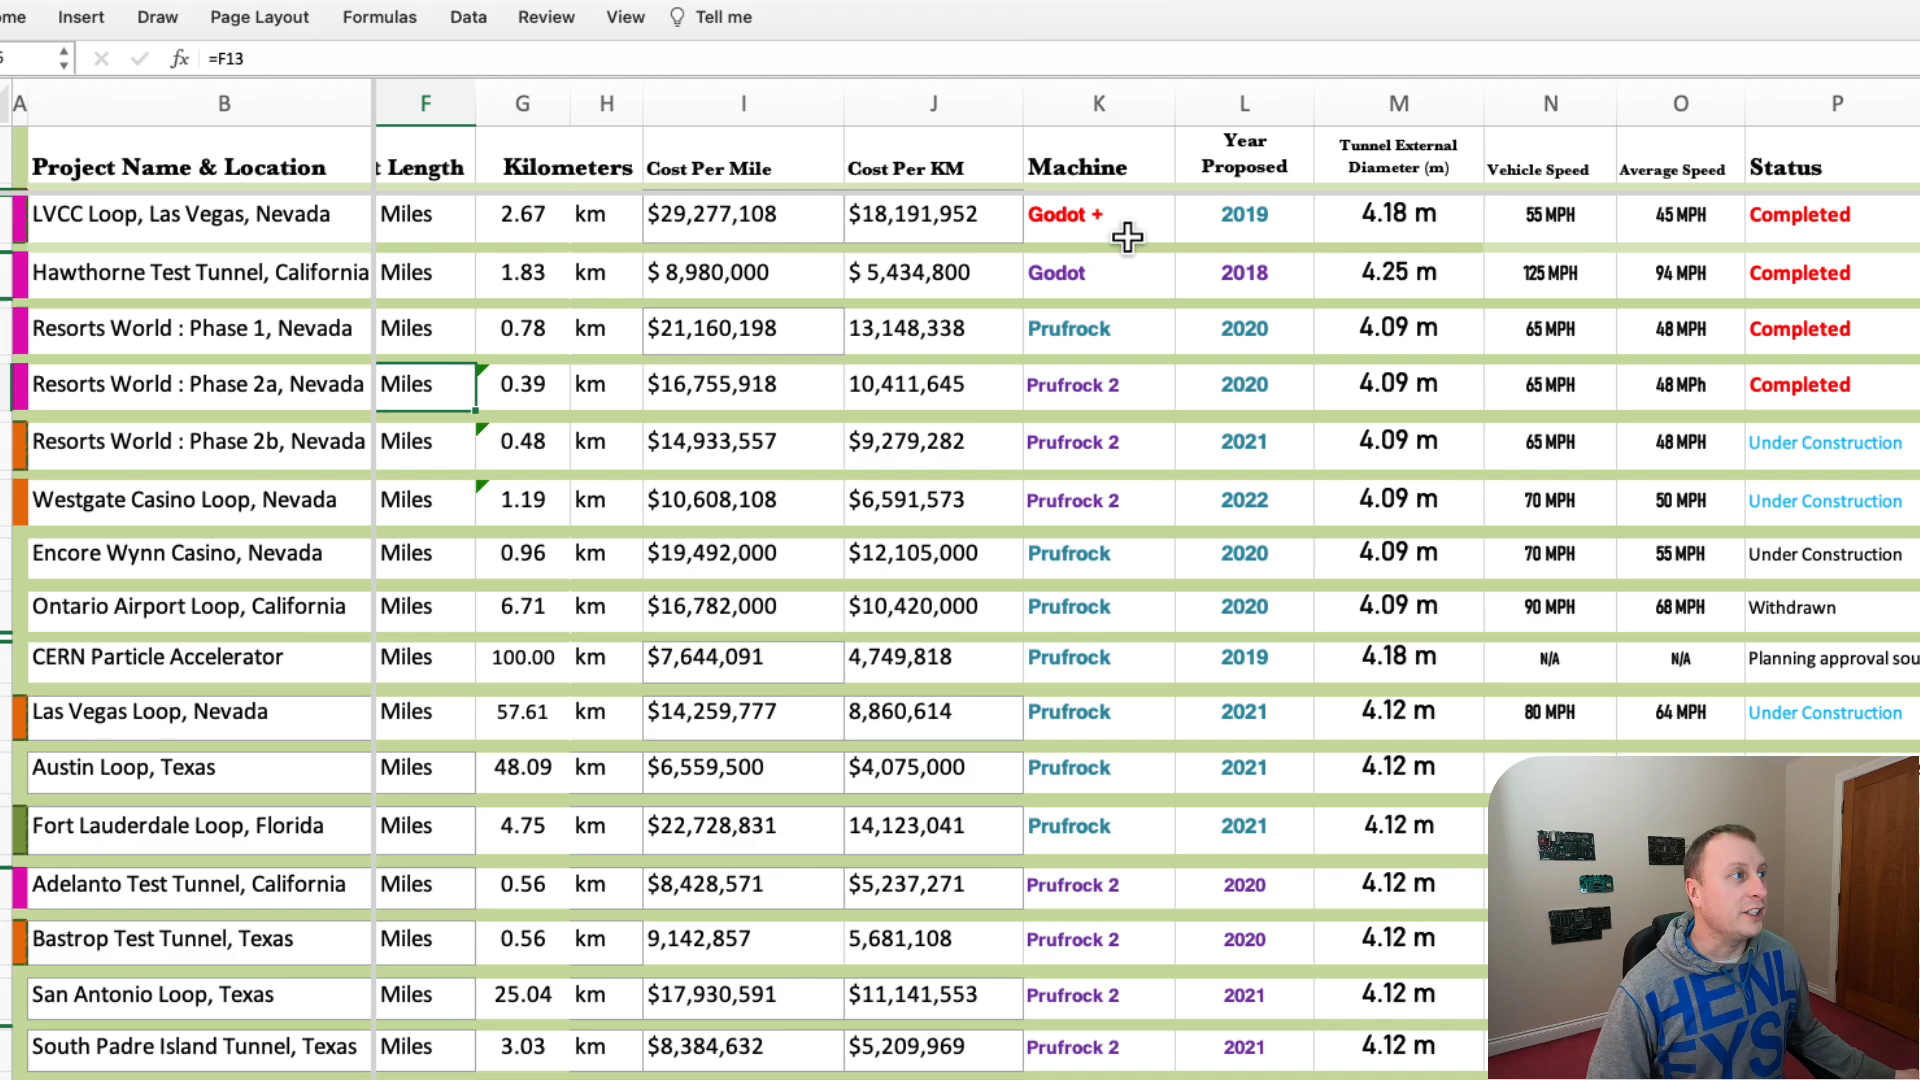 Insert Draw Page Layout Formulas Data Review View Tell me
fx =F13
A B F G H I J K L M N O P
Project Name & Location t Length Kilometers Cost Per Mile Cost Per KM Machine Year Proposed Tunnel External Diameter (m) Vehicle Speed Average Speed Status
LVCC Loop, Las Vegas, Nevada Miles 2.67 km $29,277,108 $18,191,952 Godot + 2019 4.18 m 55 MPH 45 MPH Completed
Hawthorne Test Tunnel, California Miles 1.83 km $ 8,980,000 $ 5,434,800 Godot 2018 4.25 m 125 MPH 94 MPH Completed
Resorts World : Phase 1, Nevada Miles 0.78 km $21,160,198 13,148,338 Prufrock 2020 4.09 m 65 MPH 48 MPH Completed
Resorts World : Phase 2a, Nevada Miles 0.39 km $16,755,918 10,411,645 Prufrock 2 2020 4.09 m 65 MPH 48 MPh Completed
Resorts World : Phase 2b, Nevada Miles 0.48 km $14,933,557 $9,279,282 Prufrock 2 2021 4.09 m 65 MPH 48 MPH Under Construction
Westgate Casino Loop, Nevada Miles 1.19 km $10,608,108 $6,591,573 Prufrock 2 2022 4.09 m 70 MPH 50 MPH Under Construction
Encore Wynn Casino, Nevada Miles 0.96 km $19,492,000 $12,105,000 Prufrock 2020 4.09 m 70 MPH 55 MPH Under Construction
Ontario Airport Loop, California Miles 6.71 km $16,782,000 $10,420,000 Prufrock 2020 4.09 m 90 MPH 68 MPH Withdrawn
CERN Particle Accelerator Miles 100.00 km $7,644,091 4,749,818 Prufrock 2019 4.18 m N/A N/A Planning approval sou
Las Vegas Loop, Nevada Miles 57.61 km $14,259,777 8,860,614 Prufrock 2021 4.12 m 80 MPH 64 MPH Under Construction
Austin Loop, Texas Miles 48.09 km $6,559,500 $4,075,000 Prufrock 2021 4.12 m
Fort Lauderdale Loop, Florida Miles 4.75 km $22,728,831 14,123,041 Prufrock 2021 4.12 m
Adelanto Test Tunnel, California Miles 0.56 km $8,428,571 $5,237,271 Prufrock 2 2020 4.12 m
Bastrop Test Tunnel, Texas Miles 0.56 km 9,142,857 5,681,108 Prufrock 2 2020 4.12 m
San Antonio Loop, Texas Miles 25.04 km $17,930,591 $11,141,553 Prufrock 2 2021 4.12 m
South Padre Island Tunnel, Texas Miles 3.03 km $8,384,632 $5,209,969 Prufrock 2 2021 4.12 m